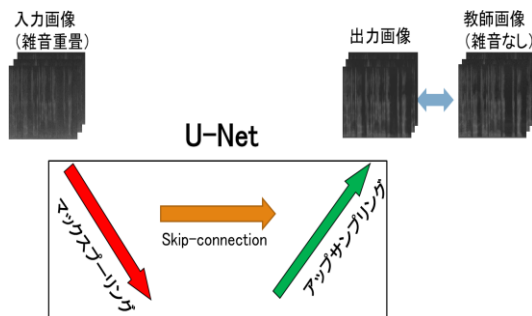 入力画像
（雑音重畳）
出力画像
教師画像
（雑音なし）
U-Net
マックスプーリング
Skip-connection
アップサンプリング